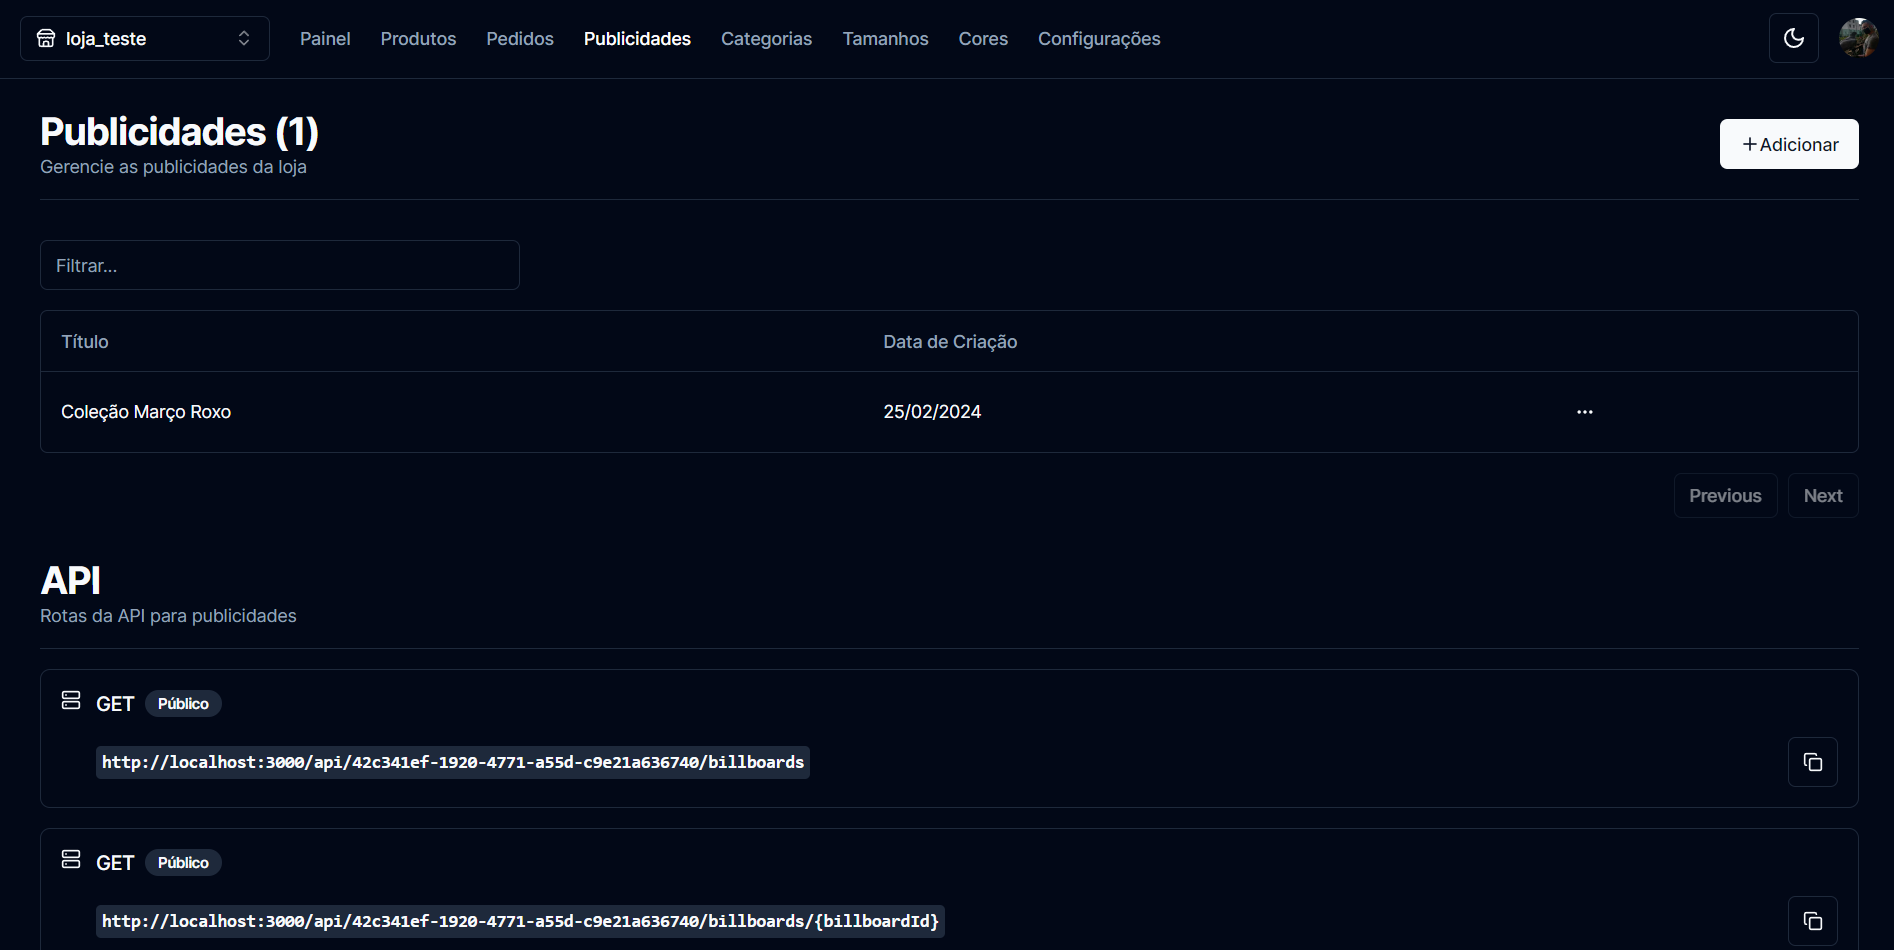 loja_teste Painel Produtos Pedidos Publicidades Categorias Tamanhos Cores Configurações
Publicidades (1)
Gerencie as publicidades da loja
+Adicionar
Filtrar...
Título Data de Criação
Coleção Março Roxo 25/02/2024 ...
Previous Next
API
Rotas da API para publicidades
GET Público
http://localhost:3000/api/42c341ef-1920-4771-a55d-c9e21a636740/billboards
GET Público
http://localhost:3000/api/42c341ef-1920-4771-a55d-c9e21a636740/billboards/{billboardId}